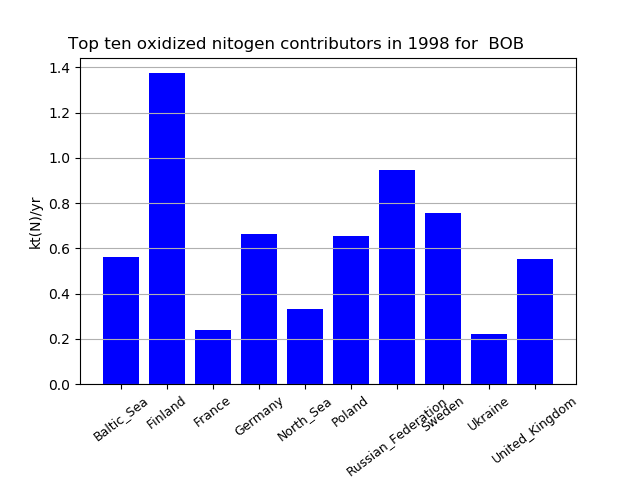 Top ten oxidized nitogen contributors in 1998 for  BOB
kt(N)/yr
1.4
1.2
1.0
0.8
0.6
0.4
0.2
0.0
Baltic_Sea
Finland
France
Germany
North_Sea
Poland
Russian_Federation
Sweden
Ukraine
United_Kingdom